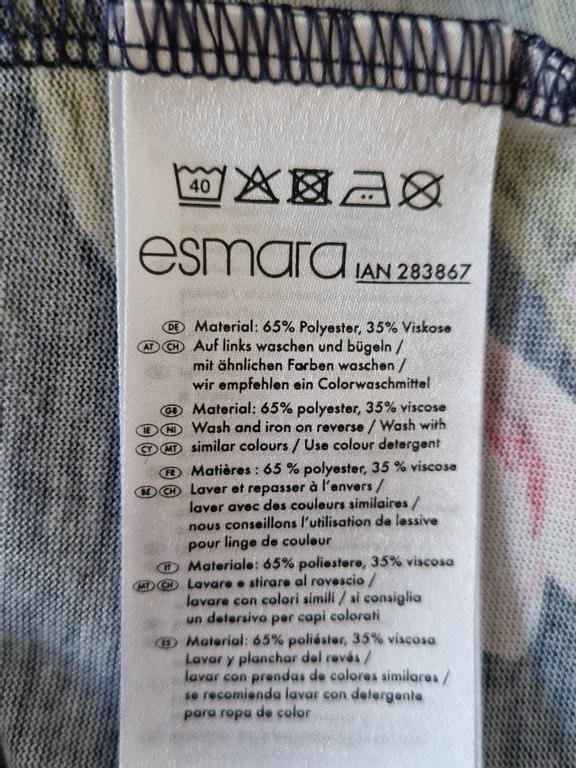 40
esmara IAN 283867
DE Material: 65% Polyester, 35% Viskose
AT CH Auf links waschen und bügeln /
mit ähnlichen Farben waschen /
wir empfehlen ein Colorwaschmittel
GB Material: 65% polyester, 35% viscose
IE NI Wash and iron on reverse / Wash with
CY MT similar colours / Use colour detergent
FR Matières : 65 % polyester, 35 % viscose
BE CH Laver et repasser à l'envers /
laver avec des couleurs similaires /
nous conseillons l'utilisation de lessive
pour linge de couleur
IT Materiale: 65% poliestere, 35% viscosa
MT CH Lavare e stirare al rovescio /
lavare con colori simili / si consiglia
un detersivo per capi colorati
ES Material: 65% poliéster, 35% viscosa
Lavar y planchar del revés /
lavar con prendas de colores similares /
se recomienda lavar con detergente
para ropa de color